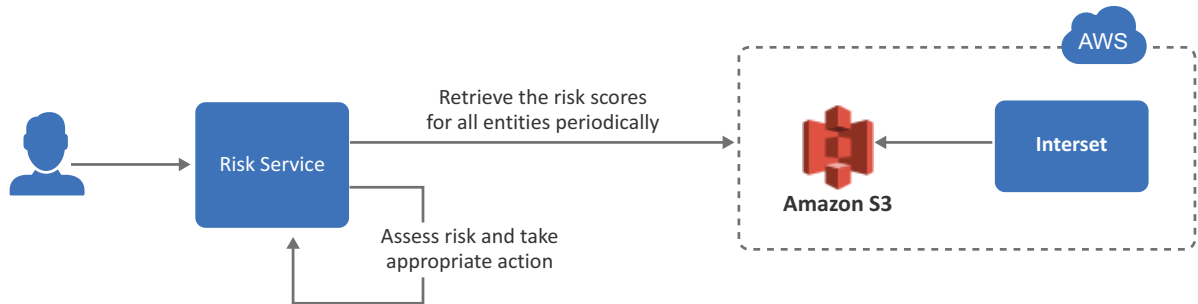 AWS
Retrieve the risk scores
for all entities periodically
Risk Service
Interset
Amazon S3
Assess risk and take
appropriate action